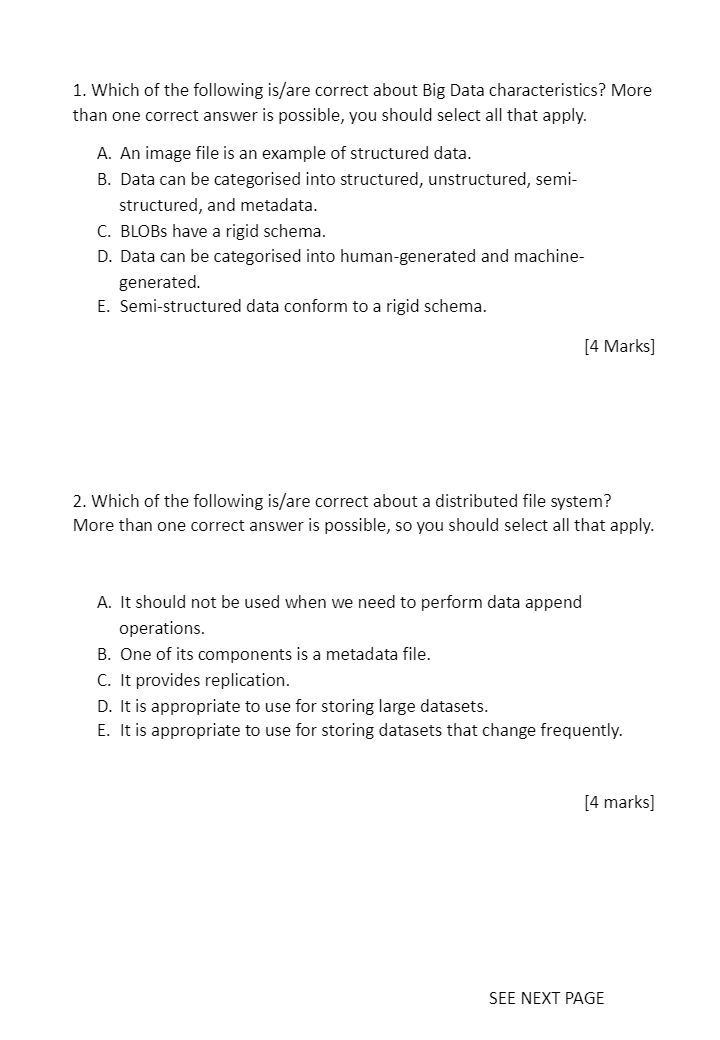 1. Which of the following is/are correct about Big Data characteristics? More
than one correct answer is possible, you should select all that apply.
A. An image file is an example of structured data.
B. Data can be categorised into structured, unstructured, semi-
structured, and metadata.
C. BLOBs have a rigid schema.
D. Data can be categorised into human-generated and machine-
generated.
E. Semi-structured data conform to a rigid schema.
[4 Marks]
2. Which of the following is/are correct about a distributed file system?
More than one correct answer is possible, so you should select all that apply.
A. It should not be used when we need to perform data append
operations.
B. One of its components is a metadata file.
C. It provides replication.
D. It is appropriate to use for storing large datasets.
E. It is appropriate to use for storing datasets that change frequently.
[4 marks]
SEE NEXT PAGE